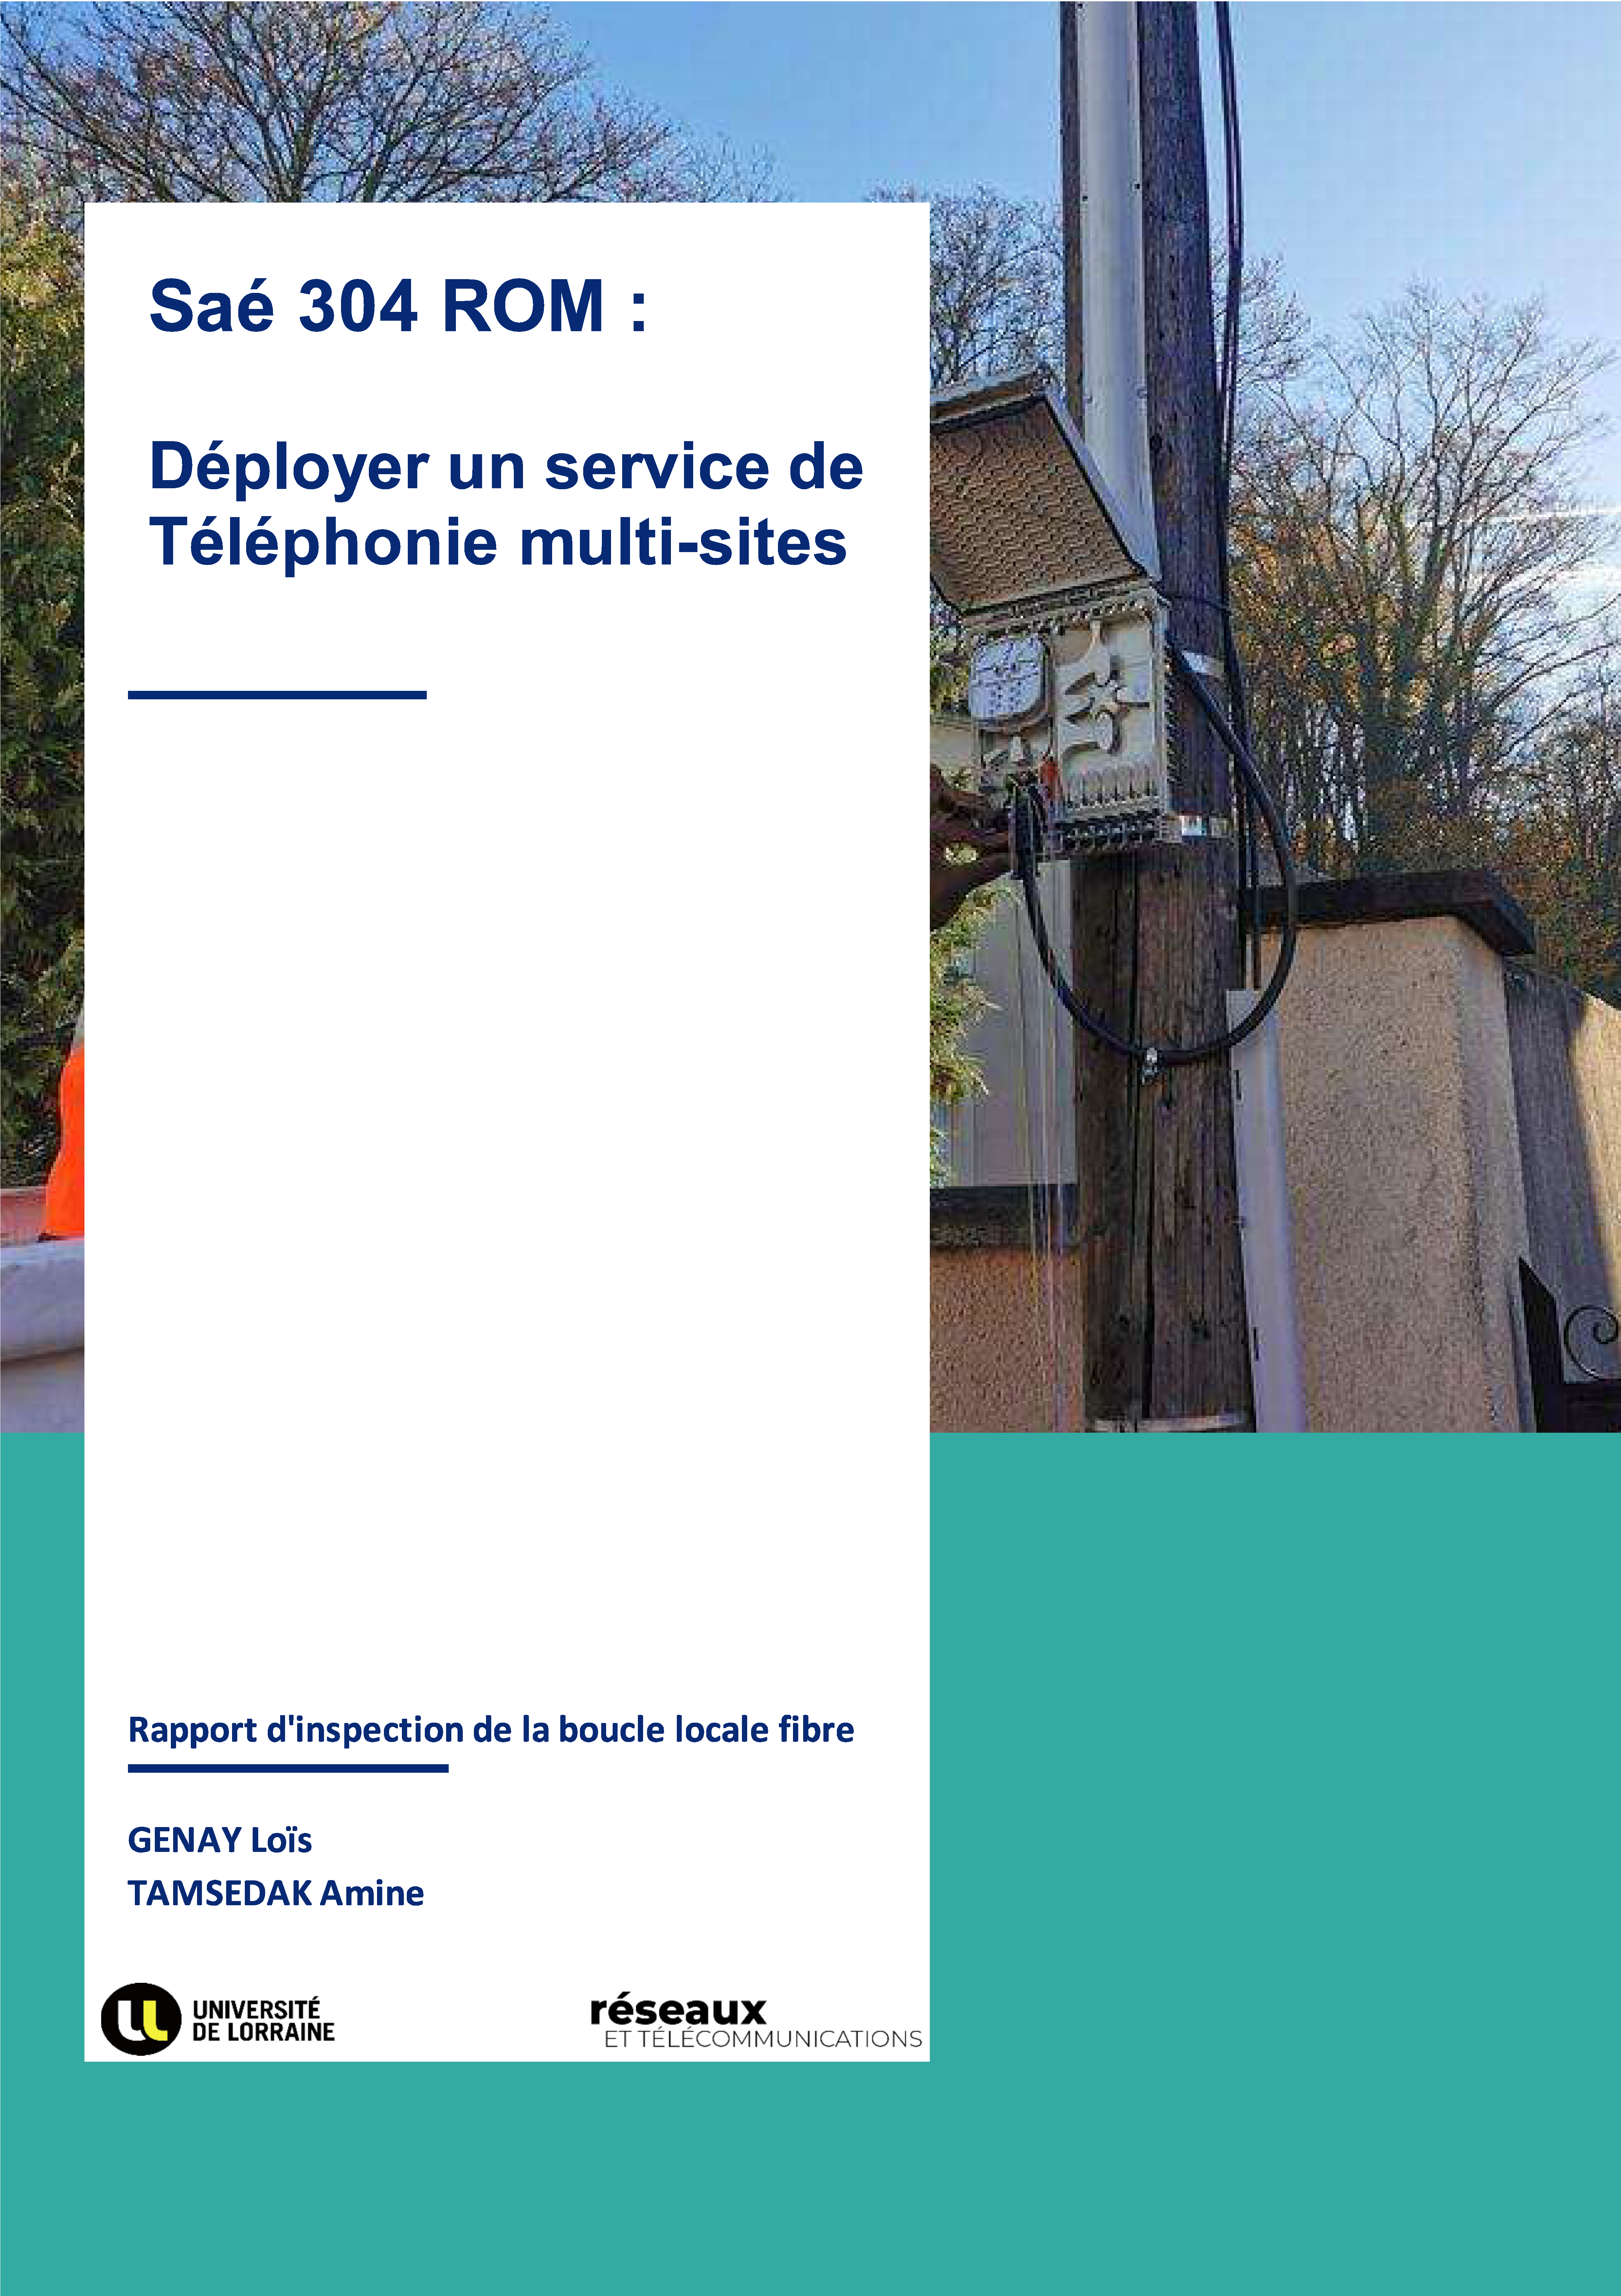 Saé 304 ROM :
Déployer un service de
Téléphonie multi-sites
Rapport d'inspection de la boucle locale fibre
GENAY Loïs
TAMSEDAK Amine
UNIVERSITÉ
DE LORRAINE
réseaux
ET TÉLÉCOMMUNICATIONS